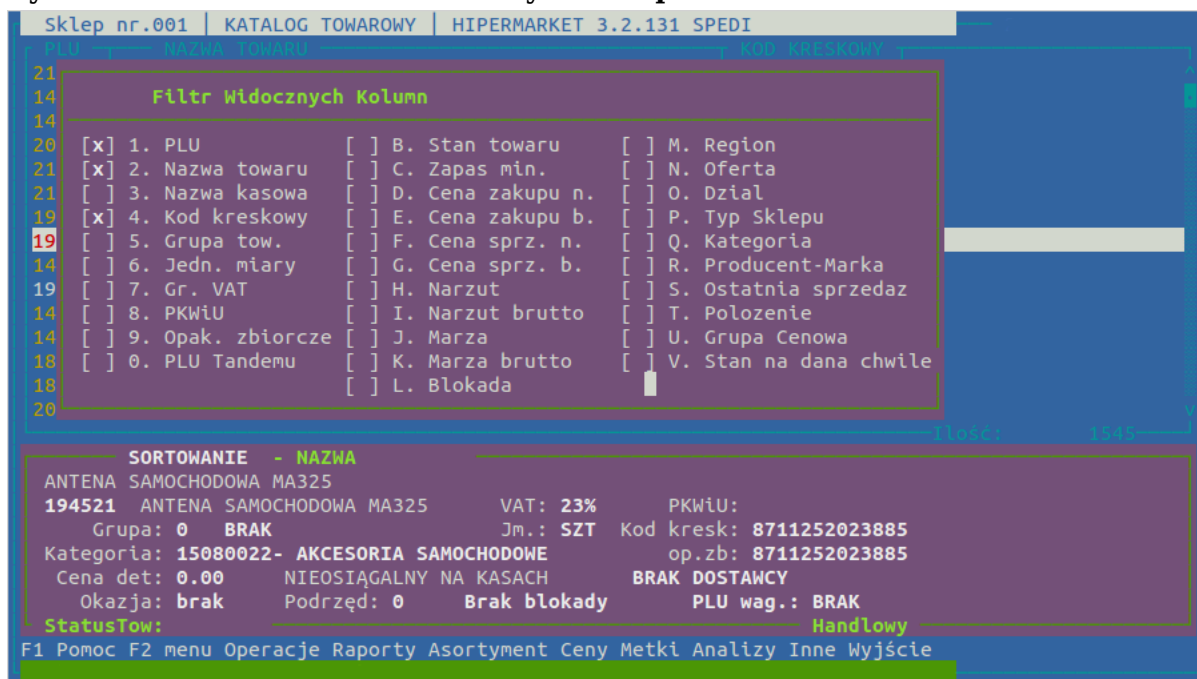 Sklep nr.001 | KATALOG TOWAROWY | HIPERMARKET 3.2.131 SPEDI
PLU NAZWA TOWARU KOD KRESKOWY
21
14 Filtr Widocznych Kolumn
14
20 [x] 1. PLU [ ] B. Stan towaru [ ] M. Region
21 [x] 2. Nazwa towaru [ ] C. Zapas min. [ ] N. Oferta
21 [ ] 3. Nazwa kasowa [ ] D. Cena zakupu n. [ ] O. Dzial
19 [x] 4. Kod kreskowy [ ] E. Cena zakupu b. [ ] P. Typ Sklepu
19 [ ] 5. Grupa tow. [ ] F. Cena sprz. n. [ ] Q. Kategoria
14 [ ] 6. Jedn. miary [ ] G. Cena sprz. b. [ ] R. Producent-Marka
19 [ ] 7. Gr. VAT [ ] H. Narzut [ ] S. Ostatnia sprzedaz
14 [ ] 8. PKWiU [ ] I. Narzut brutto [ ] T. Polozenie
14 [ ] 9. Opak. zbiorcze [ ] J. Marza [ ] U. Grupa Cenowa
18 [ ] 0. PLU Tandemu [ ] K. Marza brutto [ ] V. Stan na dana chwile
18 [ ] L. Blokada
20
Ilość: 1545
SORTOWANIE - NAZWA
ANTENA SAMOCHODOWA MA325
194521 ANTENA SAMOCHODOWA MA325 VAT: 23% PKWiU:
Grupa: 0 BRAK Jm.: SZT Kod kresk: 8711252023885
Kategoria: 15080022- AKCESORIA SAMOCHODOWE op.zb: 8711252023885
Cena det: 0.00 NIEOSIĄGALNY NA KASACH BRAK DOSTAWCY
Okazja: brak Podrzęd: 0 Brak blokady PLU wag.: BRAK
StatusTow: Handlowy
F1 Pomoc F2 menu Operacje Raporty Asortyment Ceny Metki Analizy Inne Wyjście